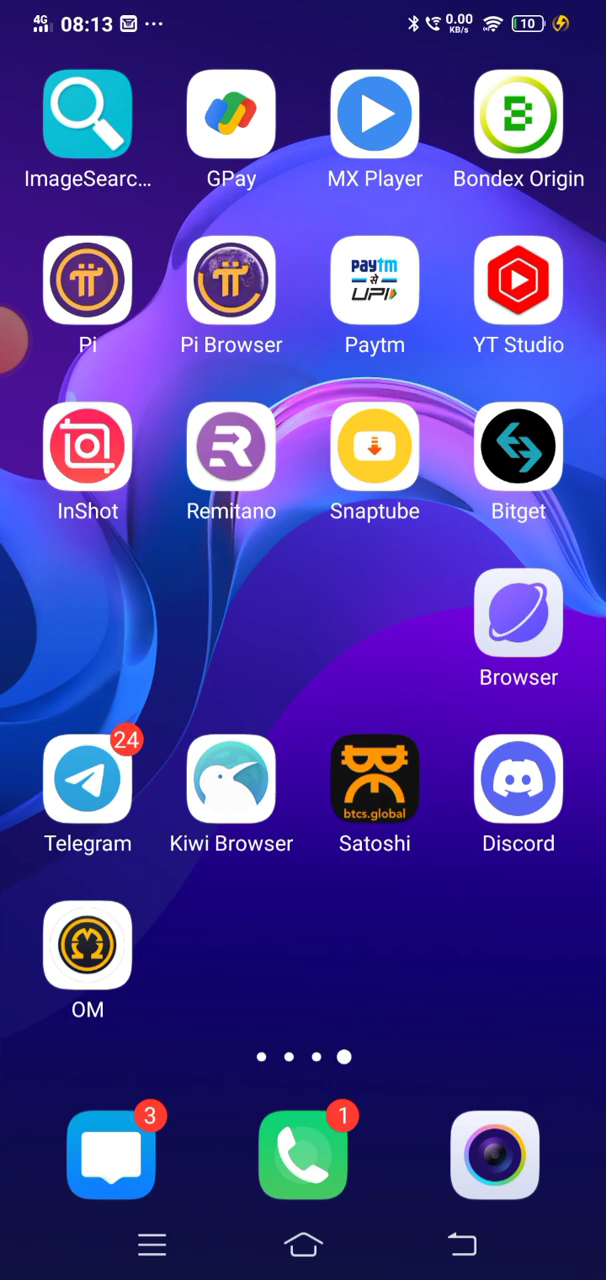 4G 08:13 ... 0.00 KB/s 10
ImageSearc... GPay MX Player Bondex Origin
paytm
से
UPI
Pi Pi Browser Paytm YT Studio
InShot Remitano Snaptube Bitget
Browser
24
btcs.global
Telegram Kiwi Browser Satoshi Discord
OM
3 1